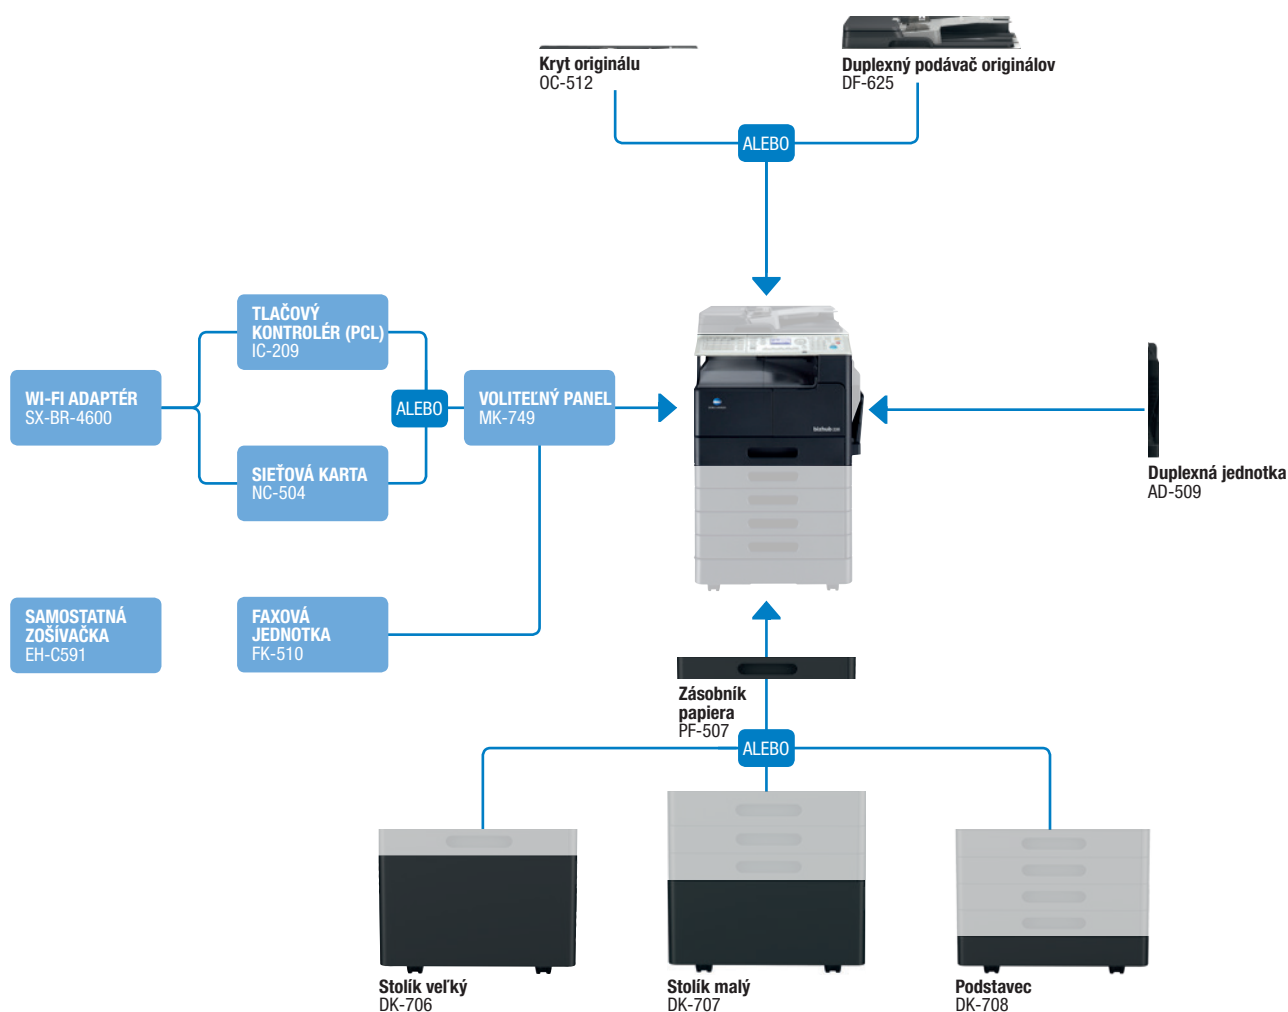 Kryt originálu
OC-512
Duplexný podávač originálov
DF-625
ALEBO
TLAČOVÝ
KONTROLÉR (PCL)
IC-209
WI-FI ADAPTÉR
SX-BR-4600
ALEBO
VOLITEĽNÝ PANEL
MK-749
bizhub
SIEŤOVÁ KARTA
NC-504
Duplexná jednotka
AD-509
SAMOSTATNÁ
ZOŠÍVAČKA
EH-C591
FAXOVÁ
JEDNOTKA
FK-510
Zásobník
papiera
PF-507
ALEBO
Stolík veľký
DK-706
Stolík malý
DK-707
Podstavec
DK-708